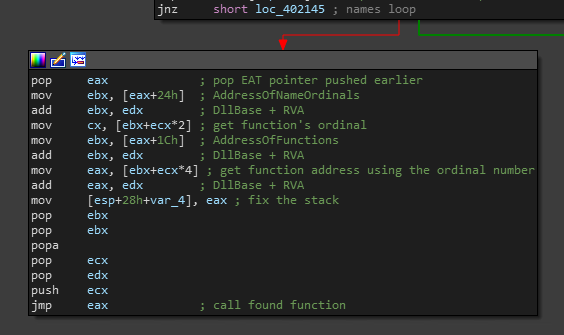 jnz short loc_402145 ; names loop
pop eax ; pop EAT pointer pushed earlier
mov ebx, [eax+24h] ; AddressOfNameOrdinals
add ebx, edx ; DllBase + RVA
mov cx, [ebx+ecx*2] ; get function's ordinal
mov ebx, [eax+1Ch] ; AddressOfFunctions
add ebx, edx ; DllBase + RVA
mov eax, [ebx+ecx*4] ; get function address using the ordinal number
add eax, edx ; DllBase + RVA
mov [esp+28h+var_4], eax ; fix the stack
pop ebx
pop ebx
popa
pop ecx
pop edx
push ecx
jmp eax ; call found function